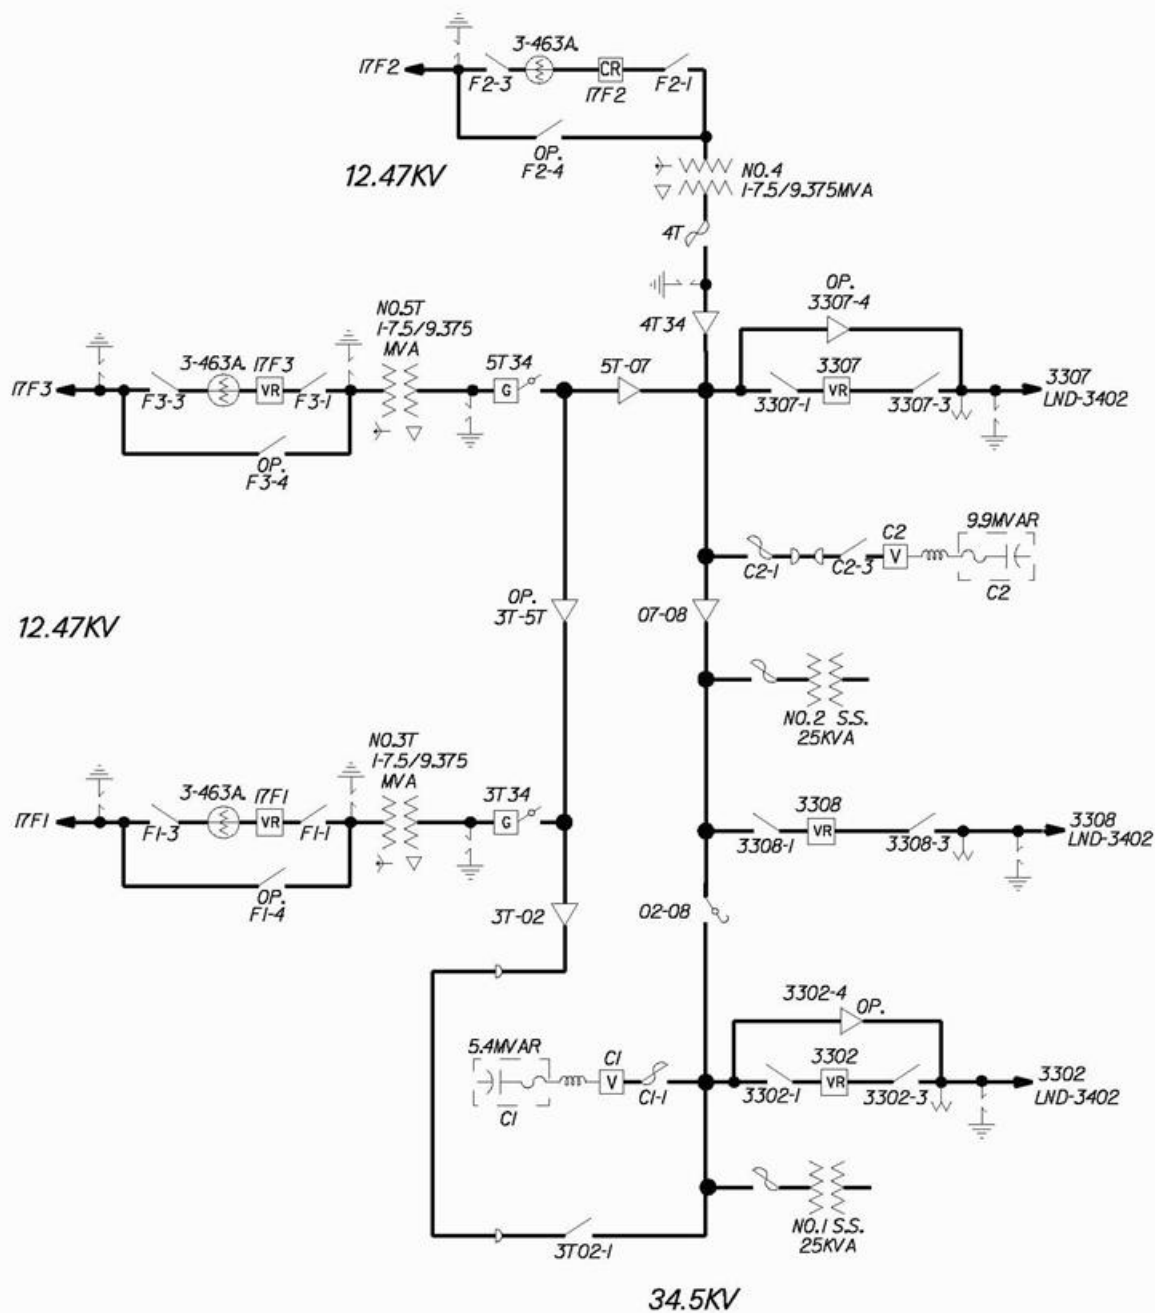 3-463A.
17F2
F2-3
CR
17F2
F2-1
OP.
F2-4
12.47KV
NO.4
1-7.5/9.375MVA
4T
OP.
3307-4
NO.5T
1-7.5/9.375
MVA
4T34
3-463A.
17F3
5T34
5T-07
3307
17F3
F3-3
VR
F3-1
G
3307-1
VR
3307-3
3307
LND-3402
OP.
F3-4
C2
9.9MVAR
C2-1
C2-3
V
C2
OP.
3T-5T
07-08
12.47KV
NO.2 S.S.
25KVA
NO.3T
1-7.5/9.375
MVA
3-463A.
17F1
3T34
3308
17F1
F1-3
VR
F1-1
G
3308-1
VR
3308-3
3308
LND-3402
OP.
F1-4
3T-02
02-08
3302-4
OP.
5.4MVAR
C1
3302
C1
V
C1-1
3302-1
VR
3302-3
3302
LND-3402
NO.1 S.S.
25KVA
3T02-1
34.5KV